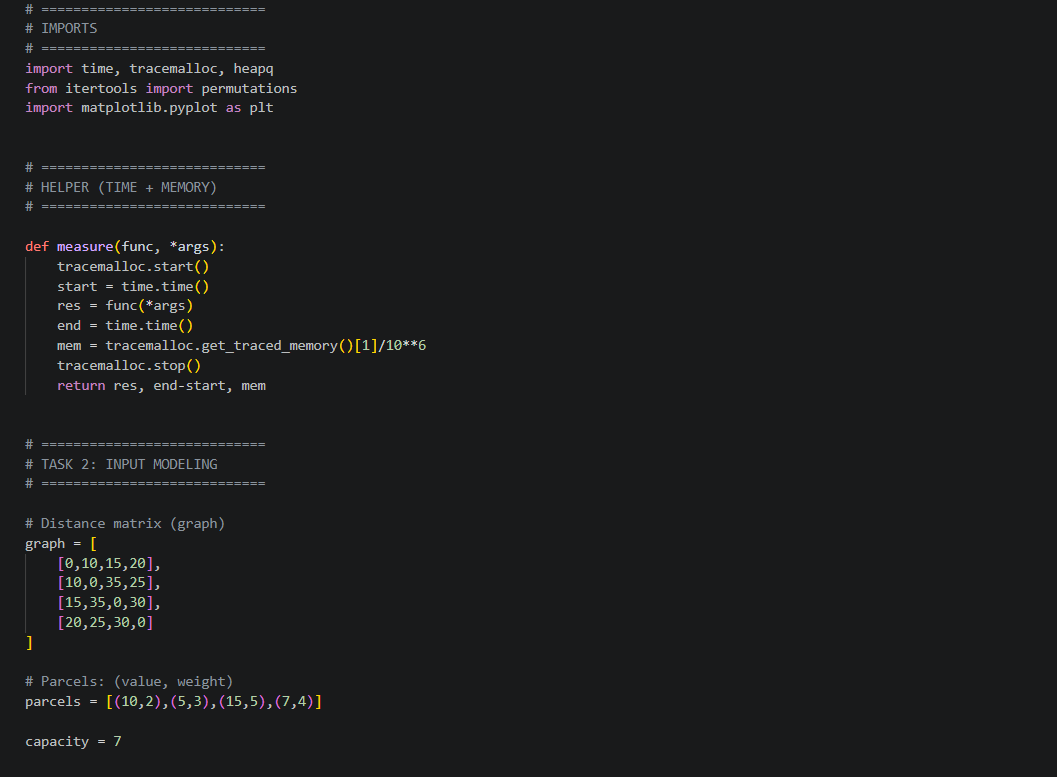 # ============================
# IMPORTS
# ============================
import time, tracemalloc, heapq
from itertools import permutations
import matplotlib.pyplot as plt
# ============================
# HELPER (TIME + MEMORY)
# ============================
def measure(func, *args):
    tracemalloc.start()
    start = time.time()
    res = func(*args)
    end = time.time()
    mem = tracemalloc.get_traced_memory()[1]/10**6
    tracemalloc.stop()
    return res, end-start, mem
# ============================
# TASK 2: INPUT MODELING
# ============================
# Distance matrix (graph)
graph = [
    [0,10,15,20],
    [10,0,35,25],
    [15,35,0,30],
    [20,25,30,0]
]
# Parcels: (value, weight)
parcels = [(10,2),(5,3),(15,5),(7,4)]
capacity = 7